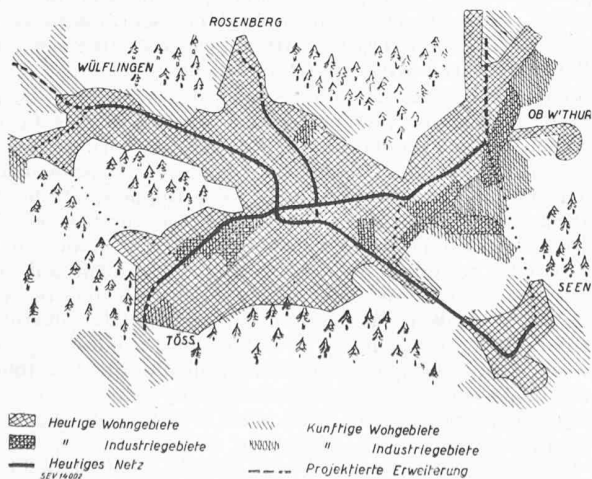 ROSENBERG
WÜLFLINGEN
OB W'THUR
SEEN
TÖSS
Heutige Wohngebiete
" Industriegebiete
Heutiges Netz
SEV 14002
Künftige Wohgebiete
" Industriegebiete
Projektierte Erweiterung